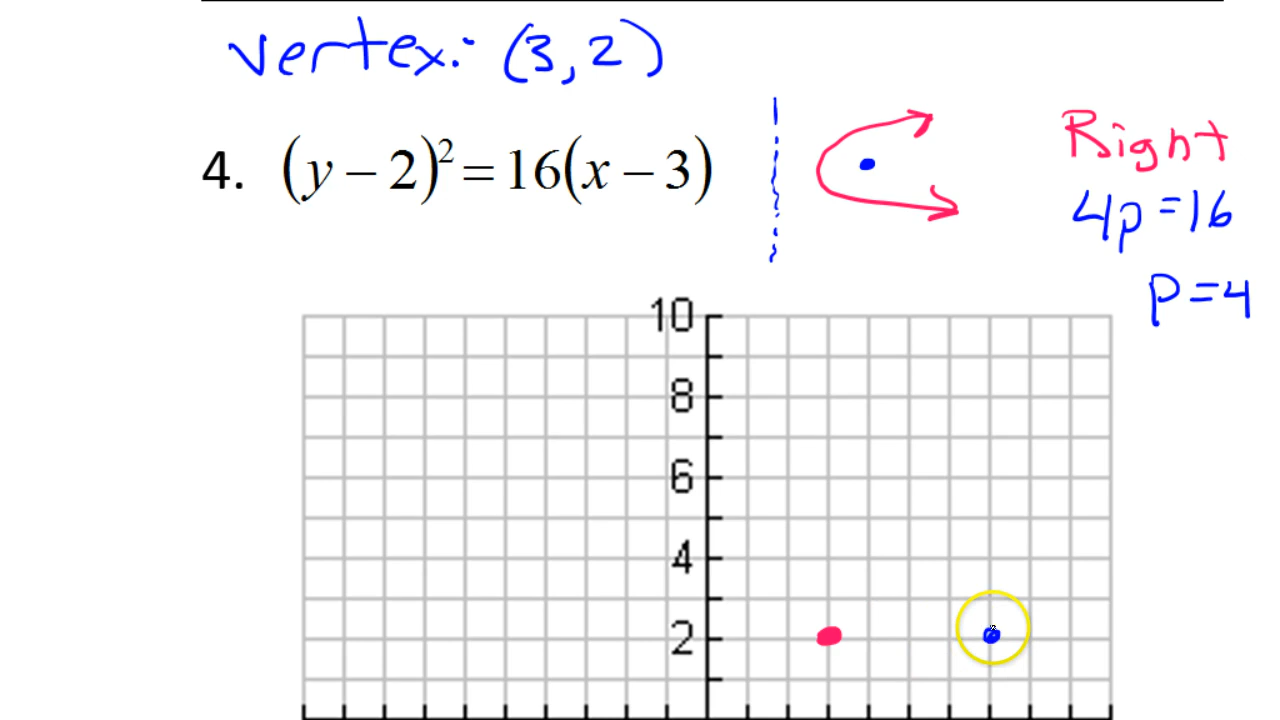 vertex: (3,2)
4. (y – 2)² = 16(x – 3)
Right
4p=16
p=4
10
8
6
4
2